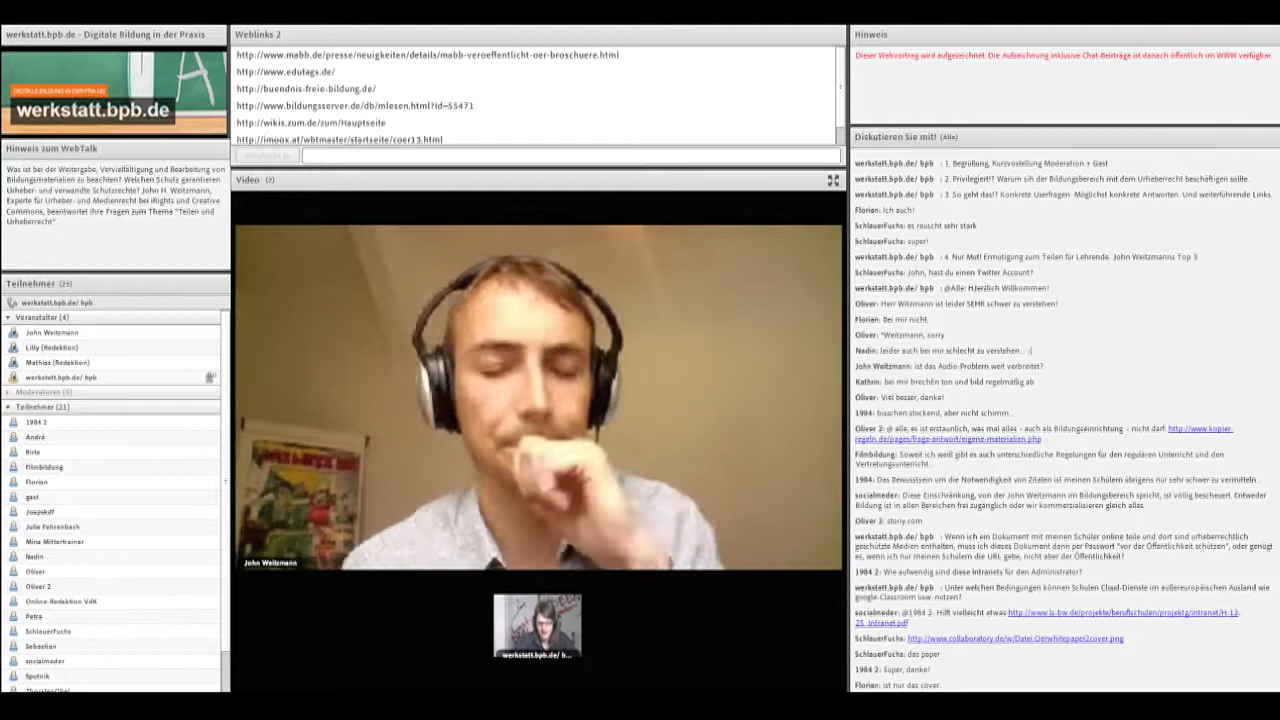 werkstatt.bpb.de - Digitale Bildung in der Praxis
DIGITALE BILDUNG IN DER PRAXIS
werkstatt.bpb.de
Hinweis zum WebTalk
Was ist bei der Weitergabe, Vervielfältigung und Bearbeitung von
Bildungsmaterialien zu beachten? Welchen Schutz garantieren
Urheber- und verwandte Schutzrechte? John H. Weitzmann,
Experte für Urheber- und Medienrecht bei iRights und Creative
Commons, beantwortet Ihre Fragen zum Thema "Teilen und
Urheberrecht".
Teilnehmer (25)
werkstatt.bpb.de/ bpb
Veranstalter (4)
John Weitzmann
Lilly (Redaktion)
Mathias (Redaktion)
werkstatt.bpb.de/ bpb
Moderatoren (0)
Teilnehmer (21)
1984 2
André
Birte
Filmbildung
Florian
gast
Joapskdf
Julia Fehrenbach
Mina Mittertrainer
Nadin
Oliver
Oliver 2
Online-Redaktion VdK
Petra
SchlauerFuchs
Sebastian
socialmeder
Sputnik
Weblinks 2
http://www.mabb.de/presse/neuigkeiten/details/mabb-veroeffentlicht-oer-broschuere.html
http://www.edutags.de/
http://buendnis-freie-bildung.de/
http://www.bildungsserver.de/db/mlesen.html?Id=55471
http://wikis.zum.de/zum/Hauptseite
http://imoox.at/wbtmaster/startseite/coer13.html
Video (2)
John Weitzmann
werkstatt.bpb.de/ b...
Hinweis
Dieser Webvortrag wird aufgezeichnet. Die Aufzeichnung inklusive Chat-Beiträge ist danach öffentlich im WWW verfügbar
Diskutieren Sie mit! (Alle)
werkstatt.bpb.de/ bpb : 1. Begrüßung, Kurzvostellung Moderation + Gast
werkstatt.bpb.de/ bpb : 2. Privilegiert!? Warum sih der Bildungsbereich mit dem Urheberrecht beschäftigen sollte.
werkstatt.bpb.de/ bpb : 3. So geht das!? Konkrete Userfragen. Möglichst konkrete Antworten. Und weiterführende Links.
Florian: Ich auch!
SchlauerFuchs: es rauscht sehr stark
SchlauerFuchs: super!
werkstatt.bpb.de/ bpb : 4. Nur Mut! Ermutigung zum Teilen für Lehrende. John Weitzmanns Top 3
SchlauerFuchs: John, hast du einen Twitter Account?
werkstatt.bpb.de/ bpb : @Alle: HJerzlich Willkommen!
Oliver: Herr Witzmann ist leider SEHR schwer zu verstehen!
Florian: Bei mir nicht.
Oliver: *Weitzmann, sorry
Nadin: leider auch bei mir schlecht zu verstehen... :(
John Weitzmann: ist das Audio-Problem weit verbreitet?
Kathrin: bei mir brechEn ton und bild regelmäßig ab
Oliver: Viel besser, danke!
1984: bisschen stockend, aber nicht schimm...
Oliver 2: @ alle, es ist erstaunlich, was mal alles - auch als Bildungseinrichtung - nicht darf: http://www.kopier-
regeln.de/pages/frage-antwort/eigene-materialien.php
Filmbildung: Soweit ich weiß gibt es auch unterschiedliche Regelungen für den regulären Unterricht und den
Vertretungsunterricht...
1984: Das Bewusstsein um die Notwendigkeit von Zitaten ist meinen Schülern übrigens nur sehr schwer zu vermitteln...
socialmeder: Diese Einschränkung, von der John Weitzmann im Bildungsbereich spricht, ist völlig bescheuert. Entweder
Bildung ist in allen Bereichen frei zugänglich oder wir kommerzialisieren gleich alles
Oliver 2: storiy.com
werkstatt.bpb.de/ bpb : Wenn ich ein Dokument mit meinen Schüler online teile und dort sind urheberrechtlich
geschützte Medien enthalten, muss ich dieses Dokument dann per Passwort "vor der Öffentlichkeit schützen", oder genügt
es, wenn ich nur meinen Schülern die URL gebe, nicht aber der Öffentlichkeit?
1984 2: Wie aufwendig sind diese Intranets für den Administrator?
werkstatt.bpb.de/ bpb : Unter welchen Bedingungen können Schulen Cloud-Dienste im außereuropäischen Ausland wie
google-Classroom usw. nutzen?
socialmeder: @1984 2: Hilft vielleicht etwas: http://www.ls-bw.de/projekte/berufschulen/projektg/intranet/H-12-
25_Intranet.pdf
SchlauerFuchs: http://www.collaboratory.de/w/Datei:Oerwhitepaper2cover.png
SchlauerFuchs: das paper
1984 2: Super, danke!
Florian: ist nur das cover.